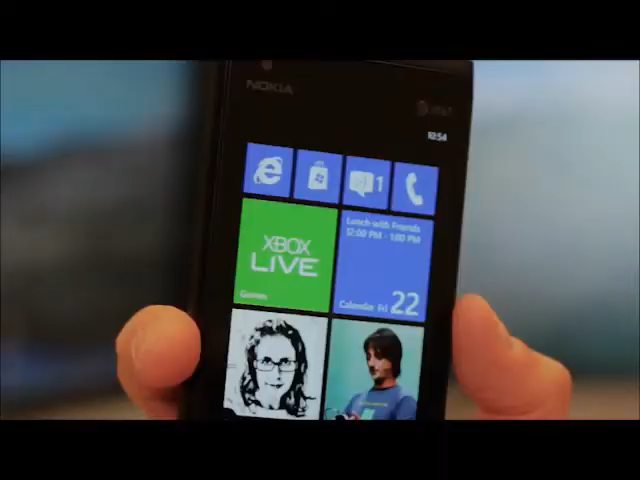 NOKIA
AT&T
10:54
1
XBOX
LIVE
Games
Lunch with Friends
12:00 PM - 1:00 PM
Calendar Fri 22